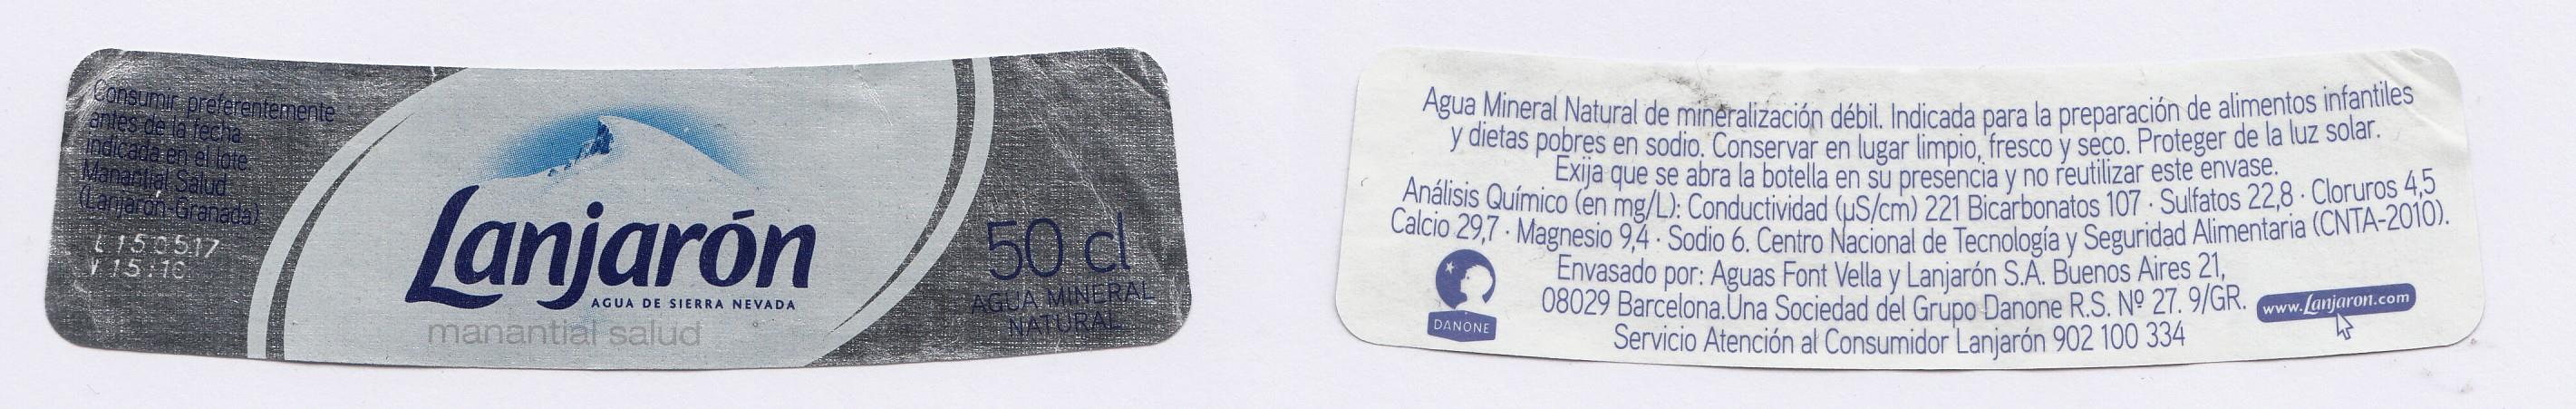 Consumir preferentemente
antes de la fecha
indicada en el lote.
Manantial Salud
(Lanjarón-Granada)
L 150517
V 15:10
Lanjarón
AGUA DE SIERRA NEVADA
manantial salud
50 cl
AGUA MINERAL
NATURAL
Agua Mineral Natural de mineralización débil. Indicada para la preparación de alimentos infantiles
y dietas pobres en sodio. Conservar en lugar limpio, fresco y seco. Proteger de la luz solar.
Exija que se abra la botella en su presencia y no reutilizar este envase.
Análisis Químico (en mg/L): Conductividad (µS/cm) 221 Bicarbonatos 107 · Sulfatos 22,8 · Cloruros 4,5
Calcio 29,7 · Magnesio 9,4 · Sodio 6. Centro Nacional de Tecnología y Seguridad Alimentaria (CNTA-2010).
Envasado por: Aguas Font Vella y Lanjarón S.A. Buenos Aires 21,
08029 Barcelona.Una Sociedad del Grupo Danone R.S. Nº 27. 9/GR.
Servicio Atención al Consumidor Lanjarón 902 100 334
DANONE
www.Lanjaron.com